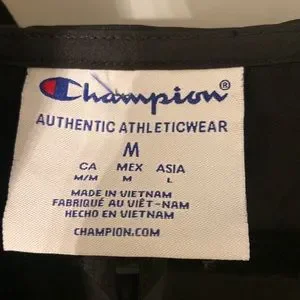 Champion®
AUTHENTIC ATHLETICWEAR
M
CA MEX ASIA
M/M M L
MADE IN VIETNAM
FABRIQUÉ AU VIÊT-NAM
HECHO EN VIETNAM
CHAMPION.COM